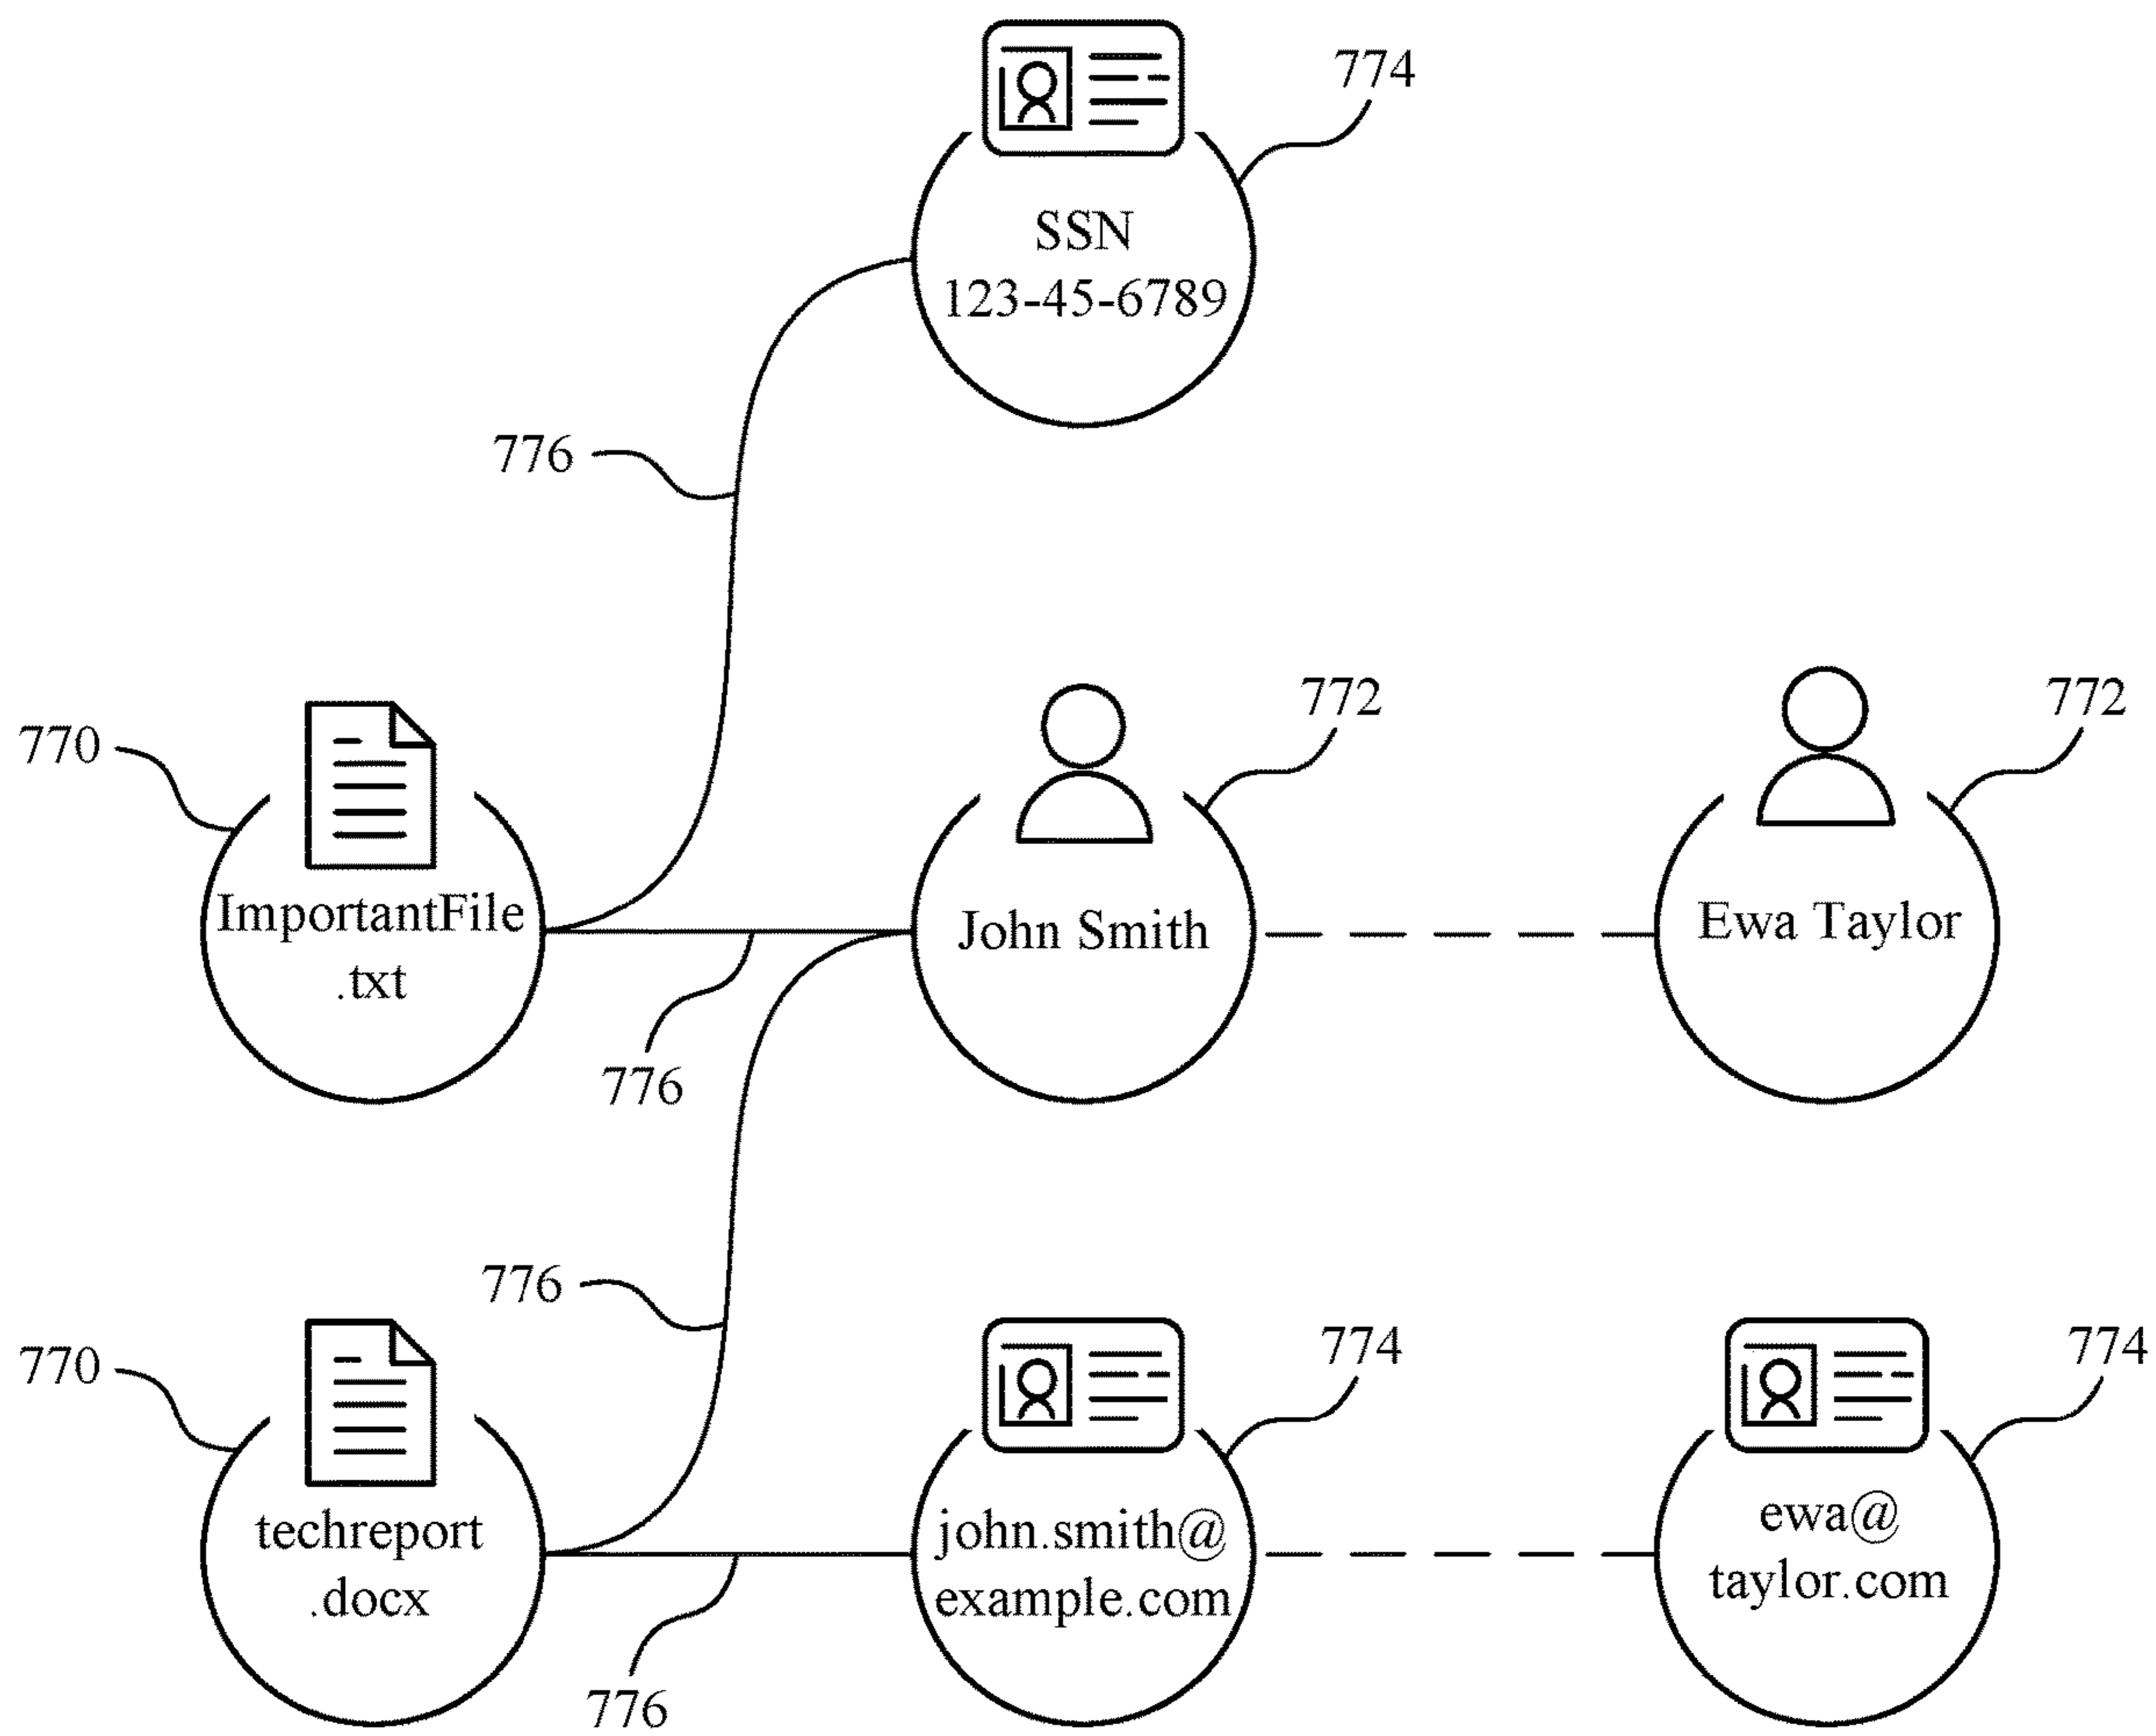 774
SSN
123-45-6789
776
772
772
770
ImportantFile
.txt
John Smith
Ewa Taylor
776
776
774
774
770
techreport
.docx
john.smith@
example.com
ewa@
taylor.com
776